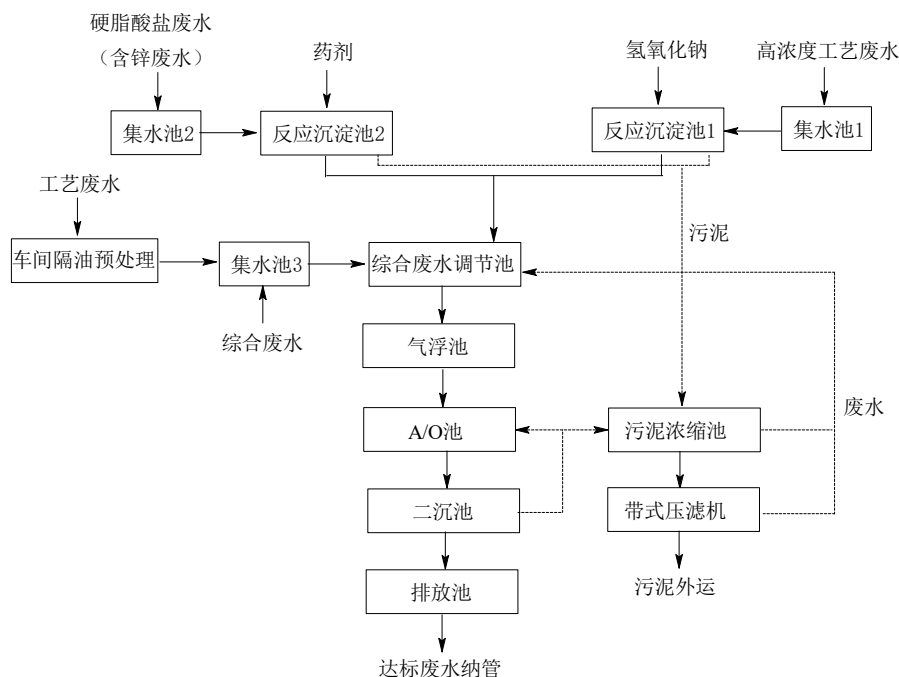 硬脂酸盐废水
（含锌废水）
药剂
氢氧化钠
高浓度工艺废水
集水池2
反应沉淀池2
反应沉淀池1
集水池1
工艺废水
污泥
车间隔油预处理
集水池3
综合废水调节池
综合废水
气浮池
废水
A/O池
污泥浓缩池
二沉池
带式压滤机
排放池
污泥外运
达标废水纳管